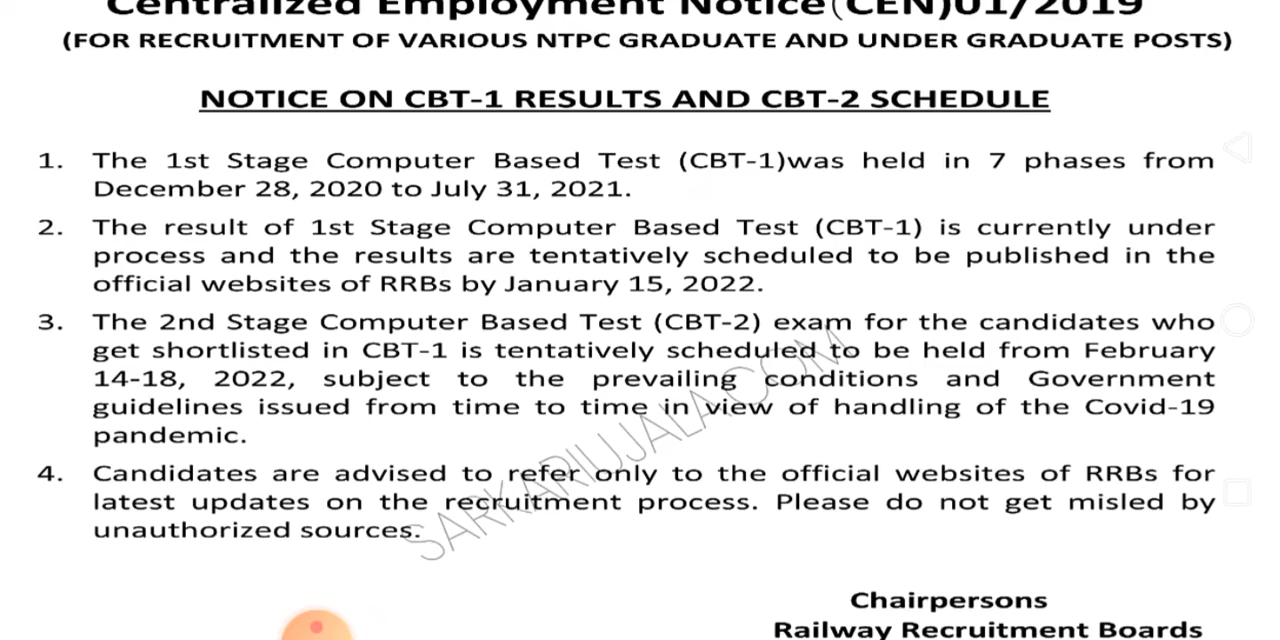 Centralized Employment Notice(CEN)01/2019
(FOR RECRUITMENT OF VARIOUS NTPC GRADUATE AND UNDER GRADUATE POSTS)
NOTICE ON CBT-1 RESULTS AND CBT-2 SCHEDULE
1. The 1st Stage Computer Based Test (CBT-1)was held in 7 phases from
December 28, 2020 to July 31, 2021.
2. The result of 1st Stage Computer Based Test (CBT-1) is currently under
process and the results are tentatively scheduled to be published in the
official websites of RRBs by January 15, 2022.
3. The 2nd Stage Computer Based Test (CBT-2) exam for the candidates who
get shortlisted in CBT-1 is tentatively scheduled to be held from February
14-18, 2022, subject to the prevailing conditions and Government
guidelines issued from time to time in view of handling of the Covid-19
pandemic.
4. Candidates are advised to refer only to the official websites of RRBs for
latest updates on the recruitment process. Please do not get misled by
unauthorized sources.
SARKARIUJALA.COM
Chairpersons
Railway Recruitment Boards